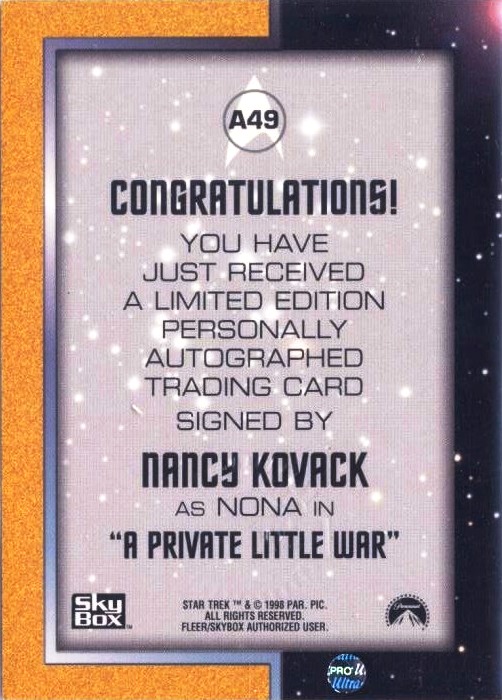 A49
CONGRATULATIONS!
YOU HAVE
JUST RECEIVED
A LIMITED EDITION
PERSONALLY
AUTOGRAPHED
TRADING CARD
SIGNED BY
NANCY KOVACK
AS NONA IN
"A PRIVATE LITTLE WAR"
SkyBox™
STAR TREK ™ & © 1998 PAR. PIC.
ALL RIGHTS RESERVED.
FLEER/SKYBOX AUTHORIZED USER.
Paramount
PRO U
Ultra